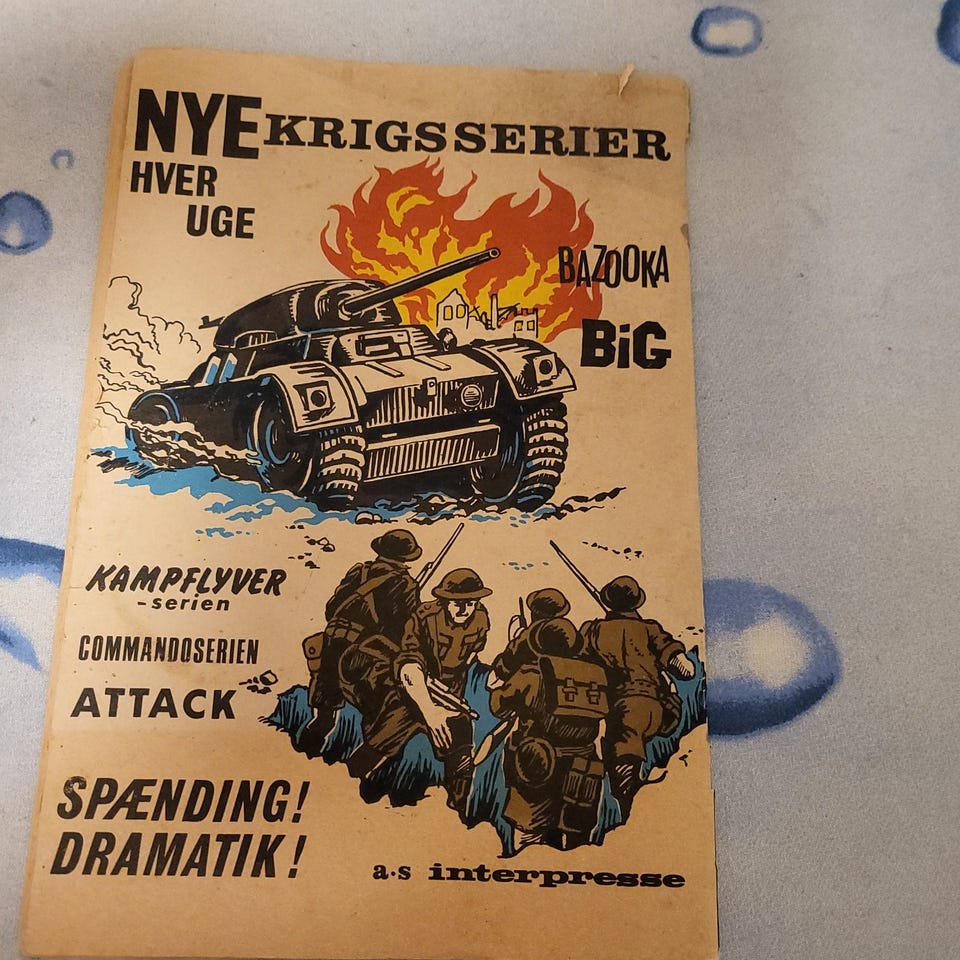 NYE KRIGSSERIER
HVER
UGE
BAZOOKA
BiG
KAMPFLYVER
-serien
COMMANDOSERIEN
ATTACK
SPÆNDING!
DRAMATIK!
a·s interpresse